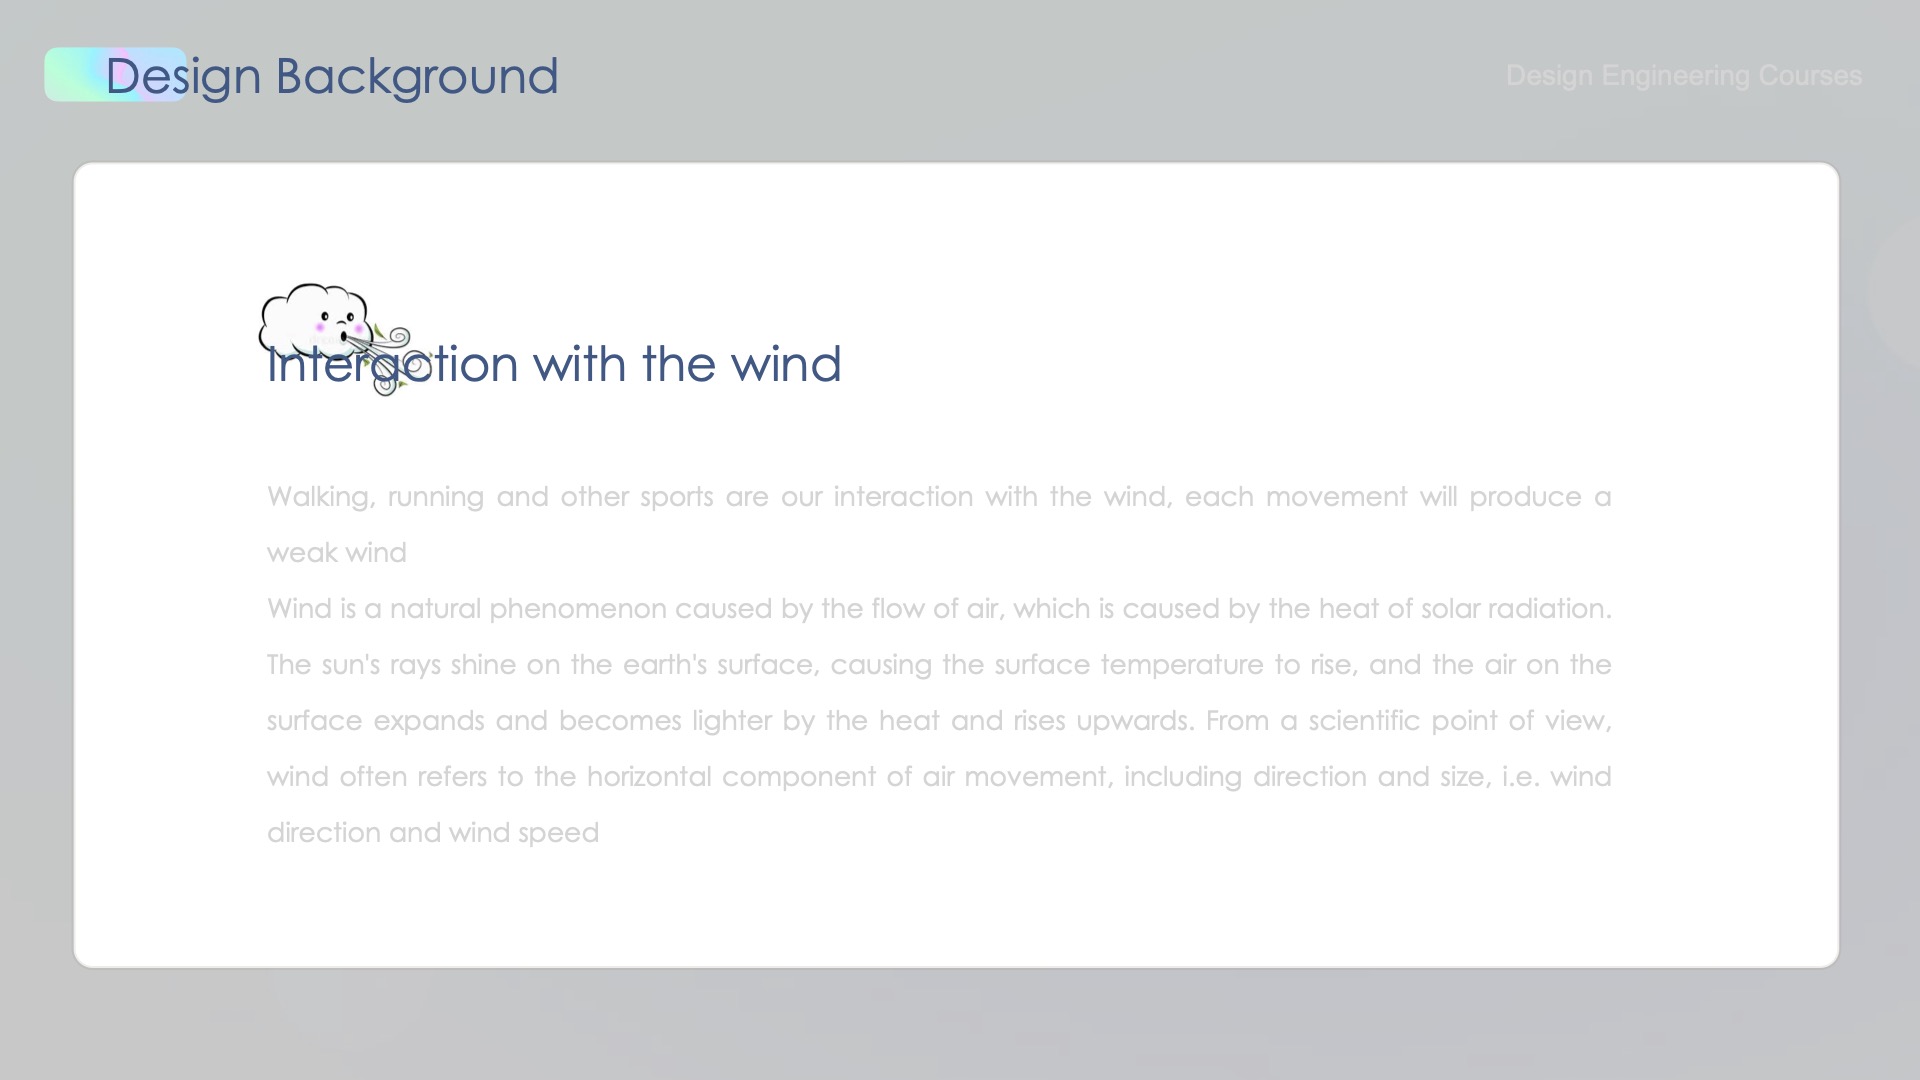 Design Background
Design Engineering Courses
Interaction with the wind
Walking, running and other sports are our interaction with the wind, each movement will produce a
weak wind
Wind is a natural phenomenon caused by the flow of air, which is caused by the heat of solar radiation.
The sun's rays shine on the earth's surface, causing the surface temperature to rise, and the air on the
surface expands and becomes lighter by the heat and rises upwards. From a scientific point of view,
wind often refers to the horizontal component of air movement, including direction and size, i.e. wind
direction and wind speed